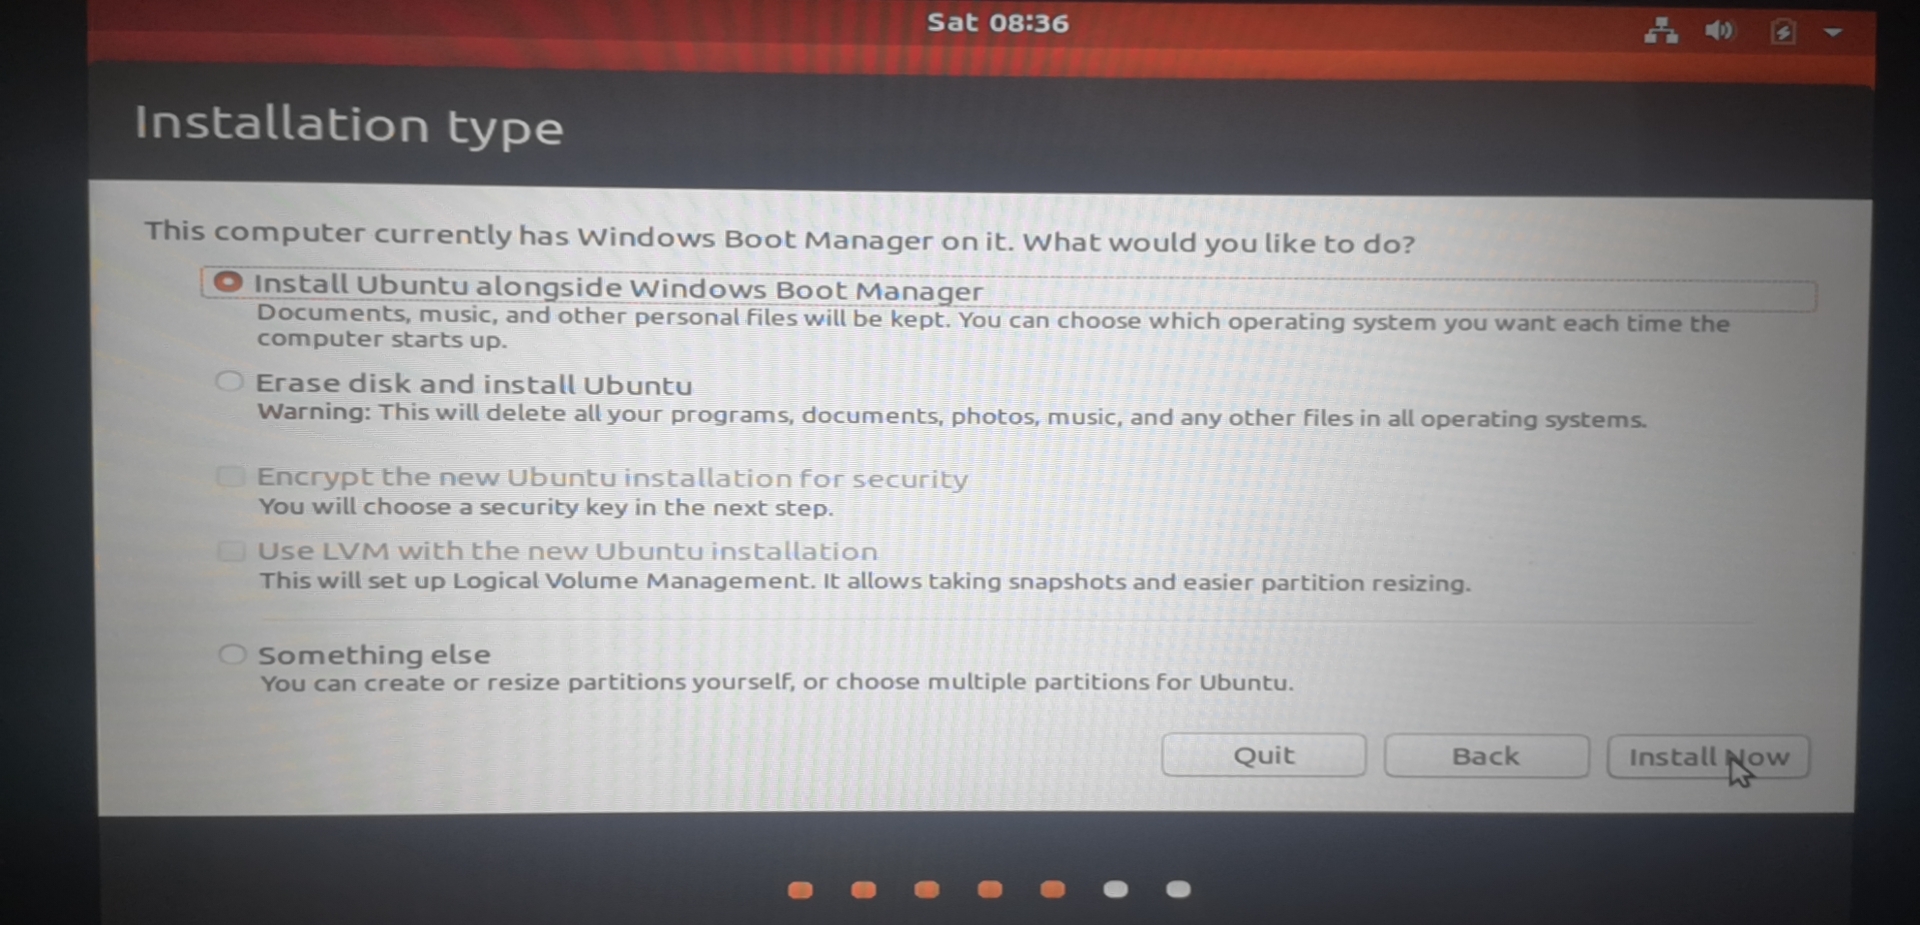 Sat 08:36
Installation type
This computer currently has Windows Boot Manager on it. What would you like to do?
Install Ubuntu alongside Windows Boot Manager
Documents, music, and other personal files will be kept. You can choose which operating system you want each time the
computer starts up.
Erase disk and install Ubuntu
Warning: This will delete all your programs, documents, photos, music, and any other files in all operating systems.
Encrypt the new Ubuntu installation for security
You will choose a security key in the next step.
Use LVM with the new Ubuntu installation
This will set up Logical Volume Management. It allows taking snapshots and easier partition resizing.
Something else
You can create or resize partitions yourself, or choose multiple partitions for Ubuntu.
Quit Back Install Now